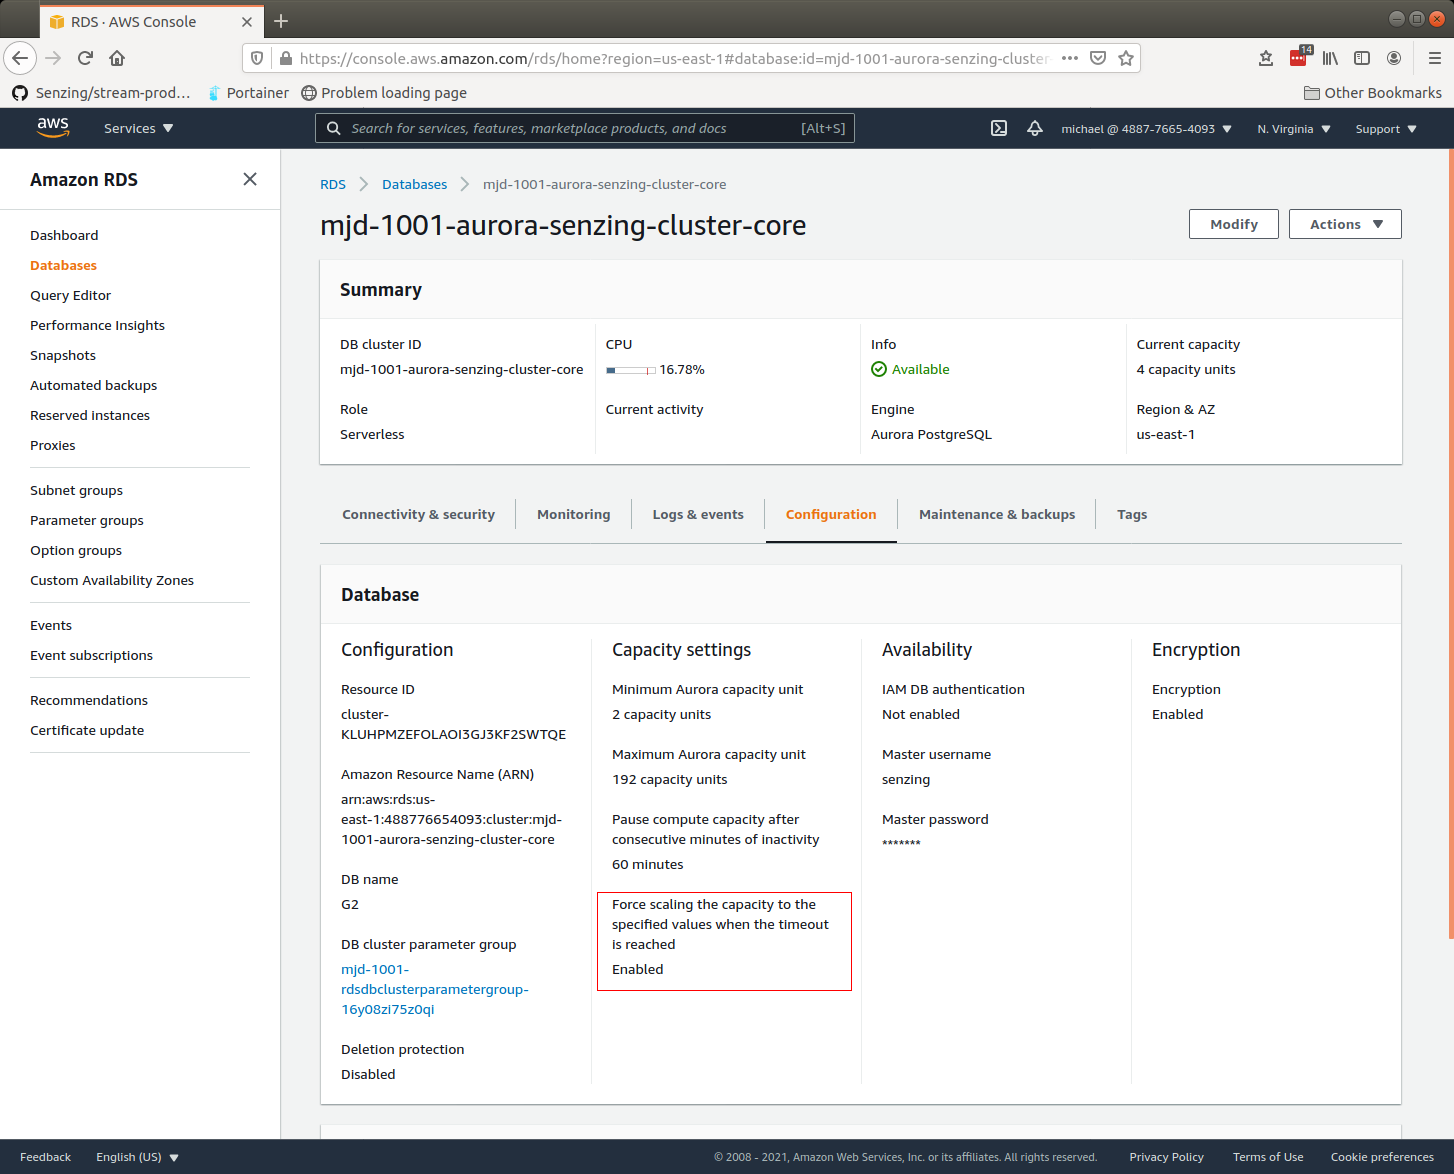 RDS · AWS Console
https://console.aws.amazon.com/rds/home?region=us-east-1#database:id=mjd-1001-aurora-senzing-cluster-
14
Senzing/stream-prod...
Portainer
Problem loading page
Other Bookmarks
aws
Services
Search for services, features, marketplace products, and docs
[Alt+S]
michael @ 4887-7665-4093
N. Virginia
Support
Amazon RDS
Dashboard
Databases
Query Editor
Performance Insights
Snapshots
Automated backups
Reserved instances
Proxies
Subnet groups
Parameter groups
Option groups
Custom Availability Zones
Events
Event subscriptions
Recommendations
Certificate update
RDS
Databases
mjd-1001-aurora-senzing-cluster-core
mjd-1001-aurora-senzing-cluster-core
Modify
Actions
Summary
DB cluster ID
mjd-1001-aurora-senzing-cluster-core
CPU
16.78%
Info
Available
Current capacity
4 capacity units
Role
Serverless
Current activity
Engine
Aurora PostgreSQL
Region & AZ
us-east-1
Connectivity & security
Monitoring
Logs & events
Configuration
Maintenance & backups
Tags
Database
Configuration
Resource ID
cluster-
KLUHPMZEFOLAOI3GJ3KF2SWTQE
Amazon Resource Name (ARN)
arn:aws:rds:us-
east-1:488776654093:cluster:mjd-
1001-aurora-senzing-cluster-core
DB name
G2
DB cluster parameter group
mjd-1001-
rdsdbclusterparametergroup-
16y08zi75z0qi
Deletion protection
Disabled
Capacity settings
Minimum Aurora capacity unit
2 capacity units
Maximum Aurora capacity unit
192 capacity units
Pause compute capacity after
consecutive minutes of inactivity
60 minutes
Force scaling the capacity to the
specified values when the timeout
is reached
Enabled
Availability
IAM DB authentication
Not enabled
Master username
senzing
Master password
*******
Encryption
Encryption
Enabled
Feedback
English (US)
© 2008 - 2021, Amazon Web Services, Inc. or its affiliates. All rights reserved.
Privacy Policy
Terms of Use
Cookie preferences